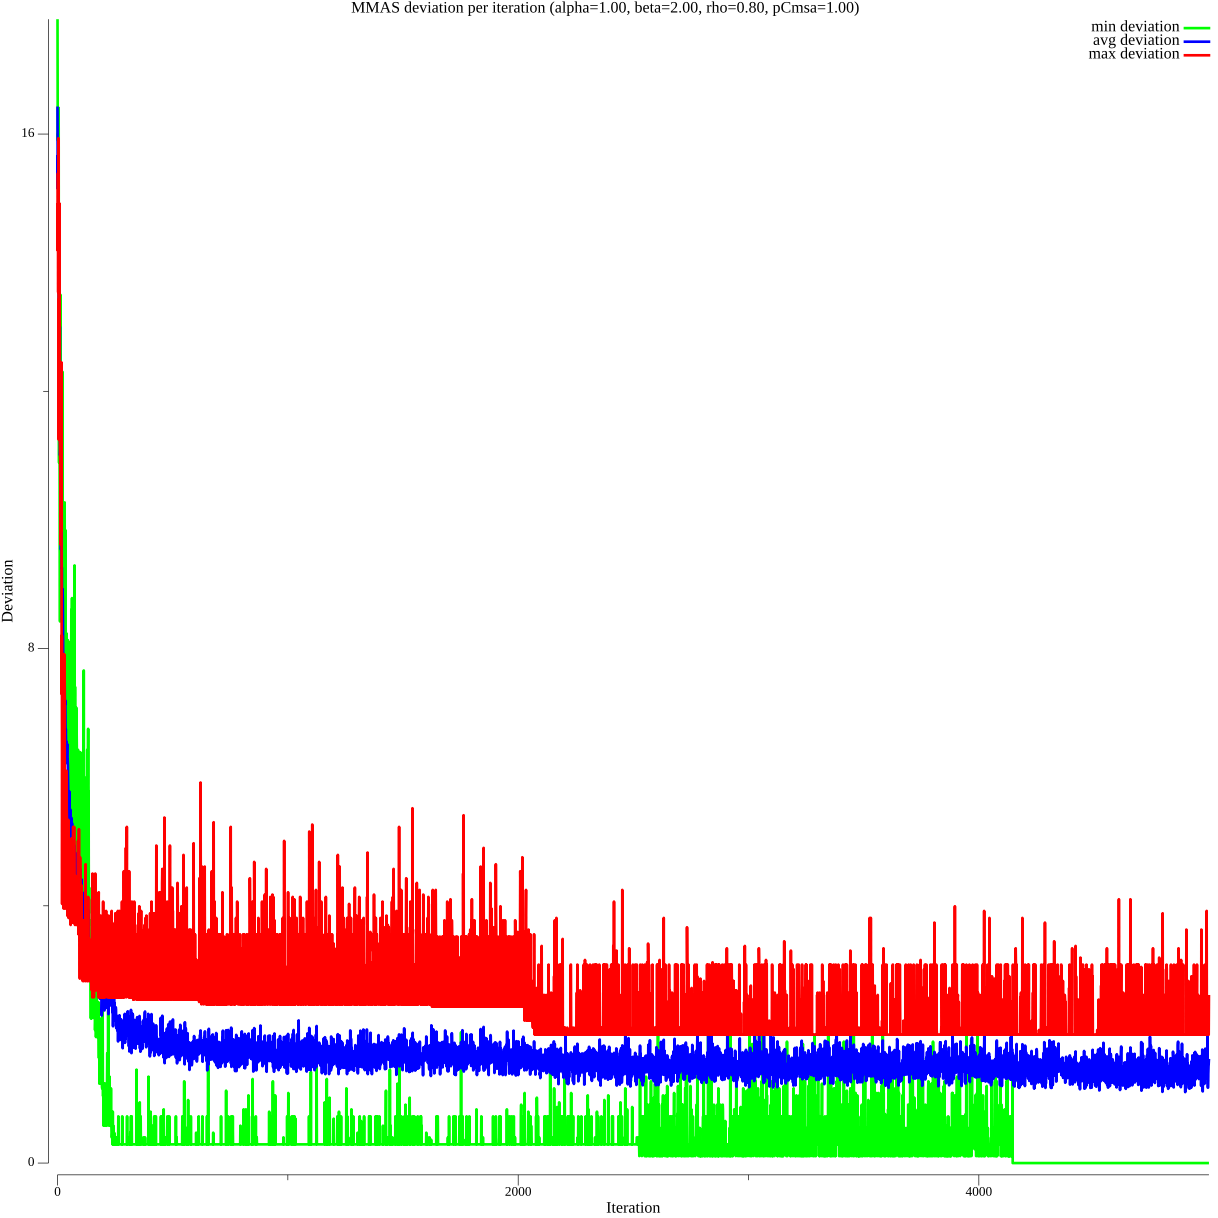 MMAS deviation per iteration (alpha=1.00, beta=2.00, rho=0.80, pCmsa=1.00)
min deviation
avg deviation
max deviation
16
8
0
Deviation
0
2000
4000
Iteration